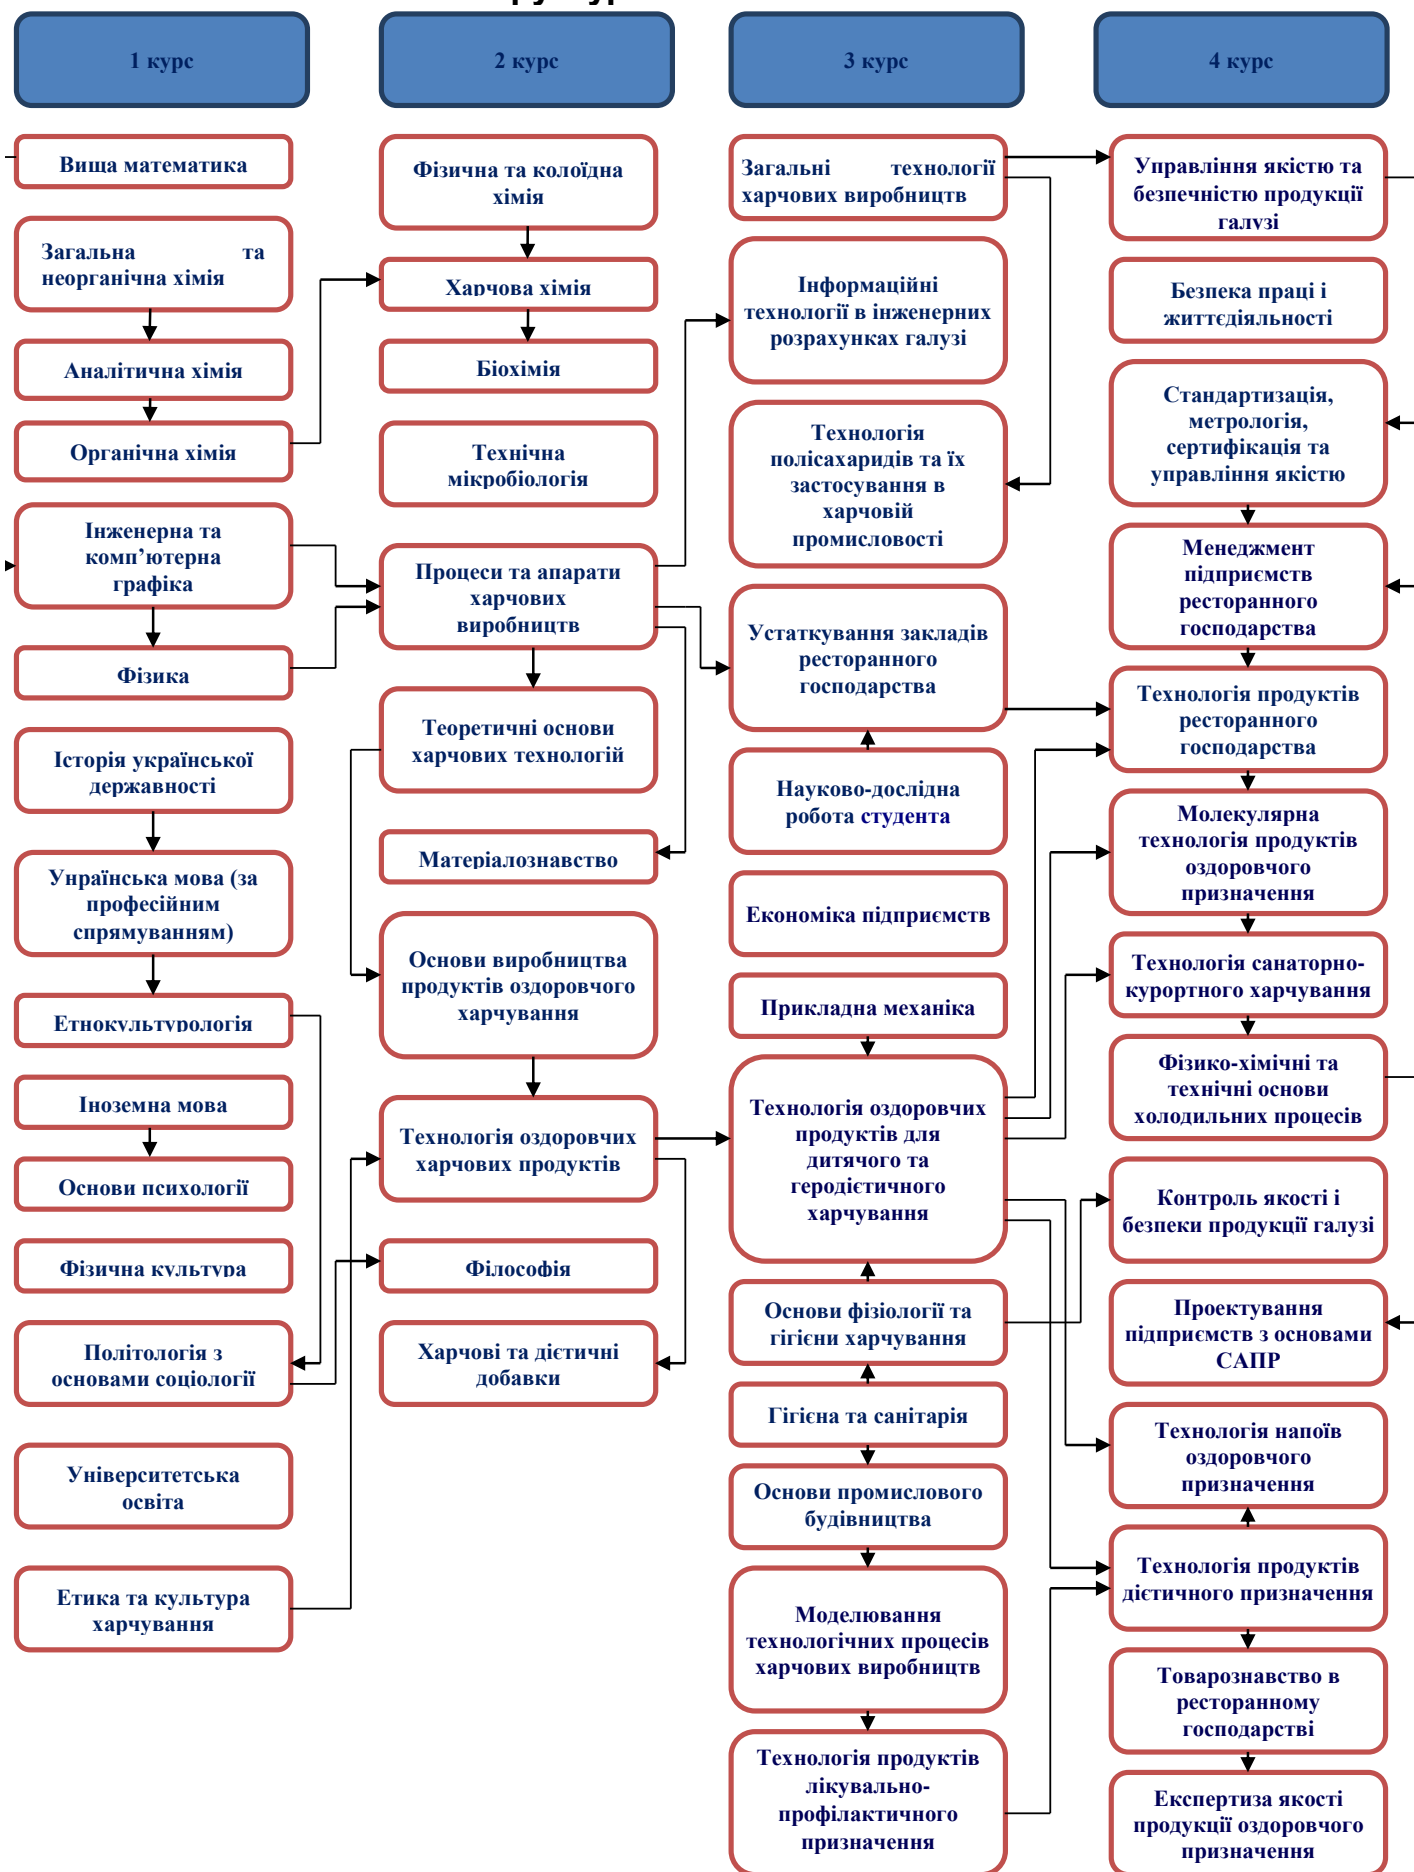 1 курс
2 курс
3 курс
4 курс
Вища математика
Загальна та
неорганічна хімія
Аналітична хімія
Органічна хімія
Інженерна та
комп’ютерна
графіка
Фізика
Історія української
державності
Унраїнська мова (за
професійним
спрямуванням)
Етнокультурологія
Іноземна мова
Основи психології
Фізична культура
Політологія з
основами соціології
Університетська
освіта
Етика та культура
харчування
Фізична та колоїдна
хімія
Харчова хімія
Біохімія
Технічна
мікробіологія
Процеси та апарати
харчових
виробництв
Теоретичні основи
харчових технологій
Матеріалознавство
Основи виробництва
продуктів оздоровчого
харчування
Технологія оздоровчих
харчових продуктів
Філософія
Харчові та дієтичні
добавки
Загальні технології
харчових виробництв
Інформаційні
технології в інженерних
розрахунках галузі
Технологія
полісахаридів та їх
застосування в
харчовій
промисловості
Устаткування закладів
ресторанного
господарства
Науково-дослідна
робота студента
Економіка підприємств
Прикладна механіка
Технологія оздоровчих
продуктів для
дитячого та
геродієтичного
харчування
Основи фізіології та
гігієни харчування
Гігієна та санітарія
Основи промислового
будівництва
Моделювання
технологічних процесів
харчових виробництв
Технологія продуктів
лікувально-
профілактичного
призначення
Управління якістю та
безпечністю продукції
галузі
Безпека праці і
життєдіяльності
Стандартизація,
метрологія,
сертифікація та
управління якістю
Менеджмент
підприємств
ресторанного
господарства
Технологія продуктів
ресторанного
господарства
Молекулярна
технологія продуктів
оздоровчого
призначення
Технологія санаторно-
курортного харчування
Фізико-хімічні та
технічні основи
холодильних процесів
Контроль якості і
безпеки продукції галузі
Проектування
підприємств з основами
САПР
Технологія напоїв
оздоровчого
призначення
Технологія продуктів
дієтичного призначення
Товарознавство в
ресторанному
господарстві
Експертиза якості
продукції оздоровчого
призначення